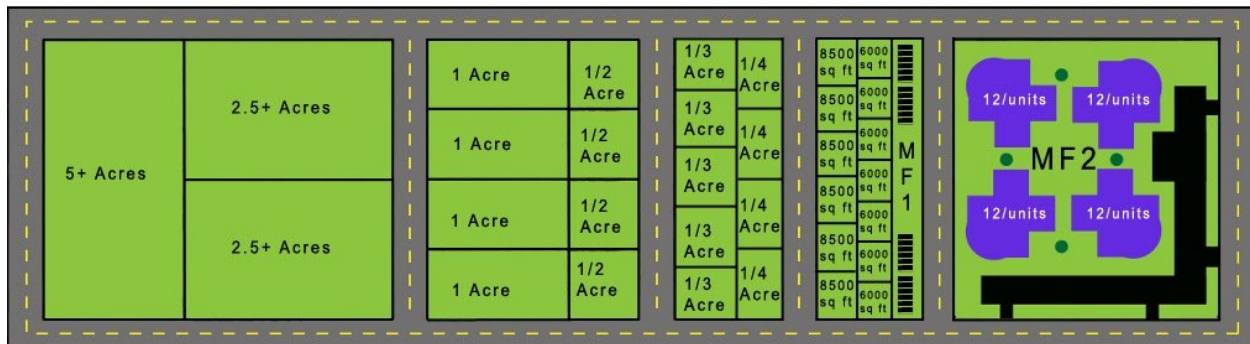 5+ Acres
2.5+ Acres
2.5+ Acres
1 Acre
1 Acre
1 Acre
1 Acre
1/2
Acre
1/2
Acre
1/2
Acre
1/2
Acre
1/3
Acre
1/3
Acre
1/3
Acre
1/3
Acre
1/3
Acre
1/4
Acre
1/4
Acre
1/4
Acre
1/4
Acre
8500
sq ft
8500
sq ft
8500
sq ft
8500
sq ft
8500
sq ft
8500
sq ft
6000
sq ft
6000
sq ft
6000
sq ft
6000
sq ft
6000
sq ft
6000
sq ft
6000
sq ft
M
F
1
12/units
12/units
MF2
12/units
12/units